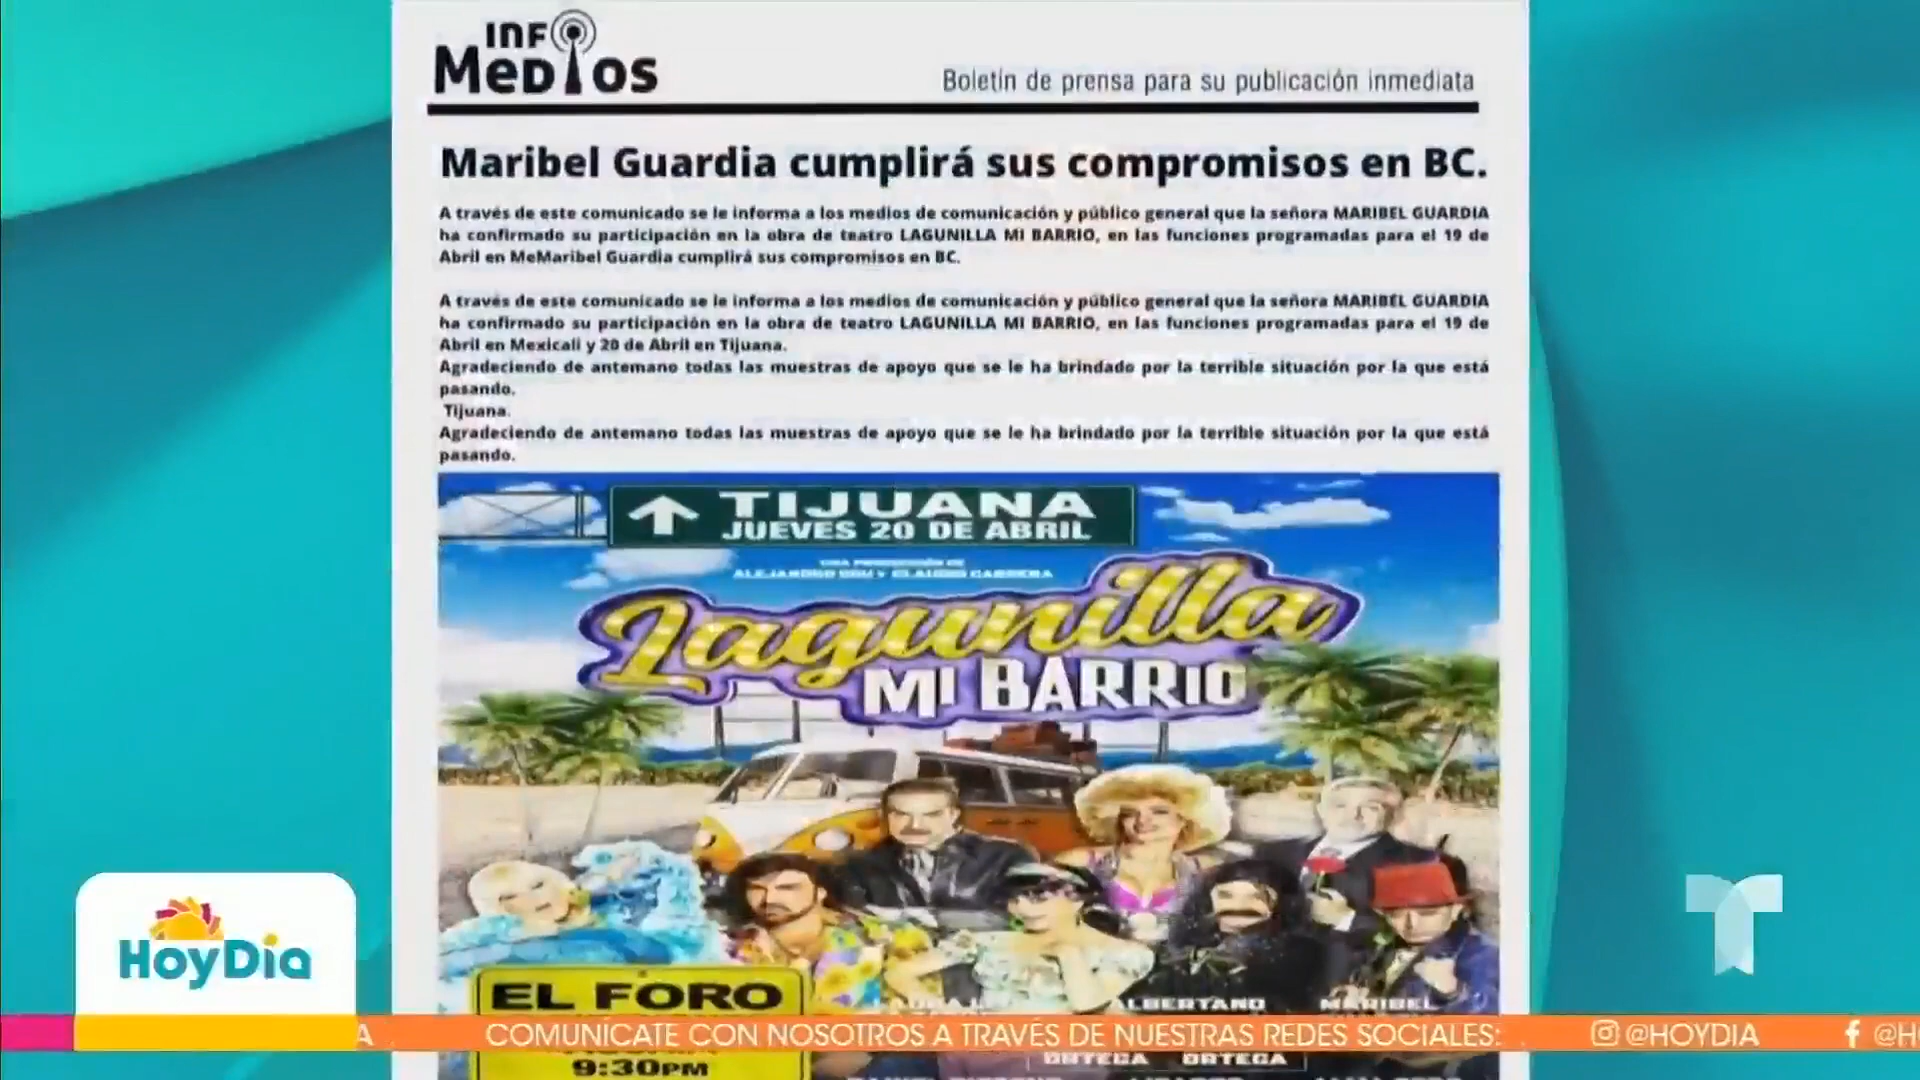 INFO
MEDIOS
Boletín de prensa para su publicación inmediata
Maribel Guardia cumplirá sus compromisos en BC.
A través de este comunicado se le informa a los medios de comunicación y público general que la señora MARIBEL GUARDIA
ha confirmado su participación en la obra de teatro LAGUNILLA MI BARRIO, en las funciones programadas para el 19 de
Abril en MeMaribel Guardia cumplirá sus compromisos en BC.
A través de este comunicado se le informa a los medios de comunicación y público general que la señora MARIBEL GUARDIA
ha confirmado su participación en la obra de teatro LAGUNILLA MI BARRIO, en las funciones programadas para el 19 de
Abril en Mexicali y 20 de Abril en Tijuana.
Agradeciendo de antemano todas las muestras de apoyo que se le ha brindado por la terrible situación por la que está
pasando.
Tijuana.
Agradeciendo de antemano todas las muestras de apoyo que se le ha brindado por la terrible situación por la que está
pasando.
TIJUANA
JUEVES 20 DE ABRIL
UNA PRODUCCIÓN DE
Lagunilla
MI BARRIO
HoyDía
EL FORO
ALBERTANO MARIBEL
A COMUNÍCATE CON NOSOTROS A TRAVÉS DE NUESTRAS REDES SOCIALES: @HOYDIA
ORTEGA ORTEGA
9:30PM